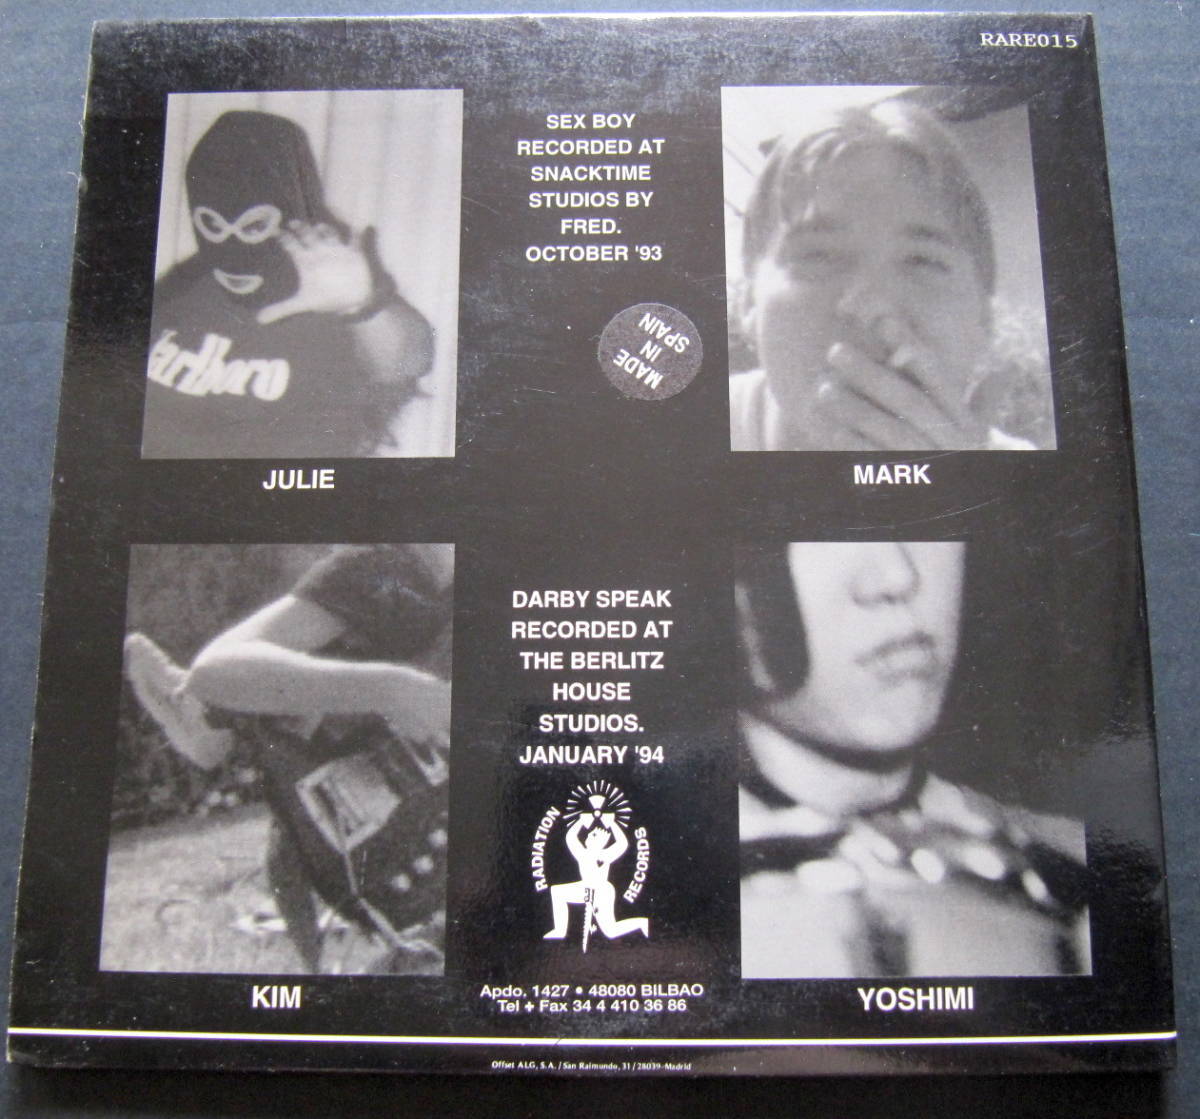 RARE015
SEX BOY
RECORDED AT
SNACKTIME
STUDIOS BY
FRED.
OCTOBER '93
MADE
IN
SPAIN
arlboro
JULIE
MARK
DARBY SPEAK
RECORDED AT
THE BERLITZ
HOUSE
STUDIOS.
JANUARY '94
RADIATION
RECORDS
KIM
Apdo. 1427 • 48080 BILBAO
Tel + Fax 34 4 410 36 86
YOSHIMI
Offset ALG, S.A. / San Raimundo, 31 / 28039-Madrid